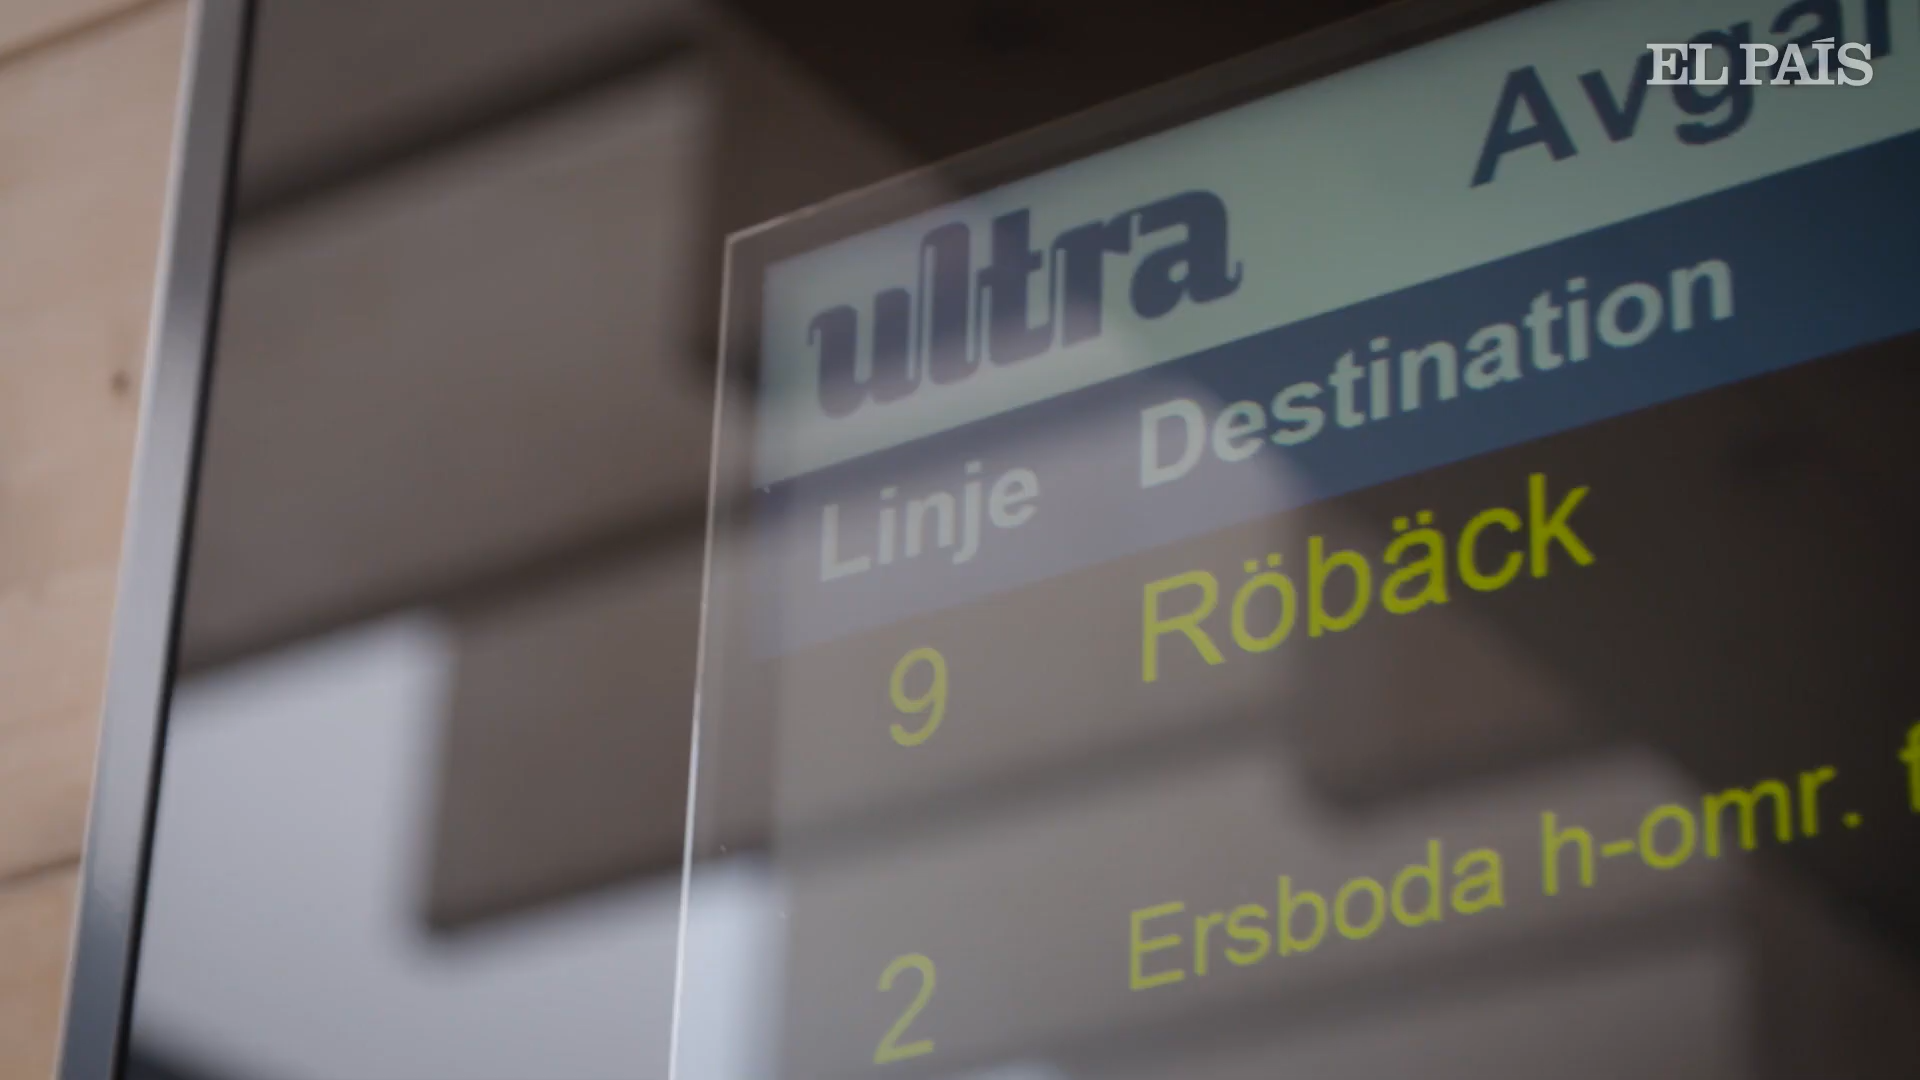 EL PAÍS
ultra
Linje Destination
9 Röbäck
2 Ersboda h-omr.